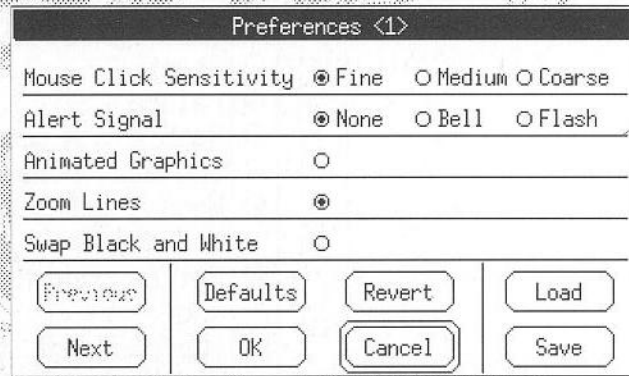 Preferences <1>
Mouse Click Sensitivity Fine Medium Coarse
Alert Signal None Bell Flash
Animated Graphics
Zoom Lines
Swap Black and White
Previous Defaults Revert Load
Next OK Cancel Save